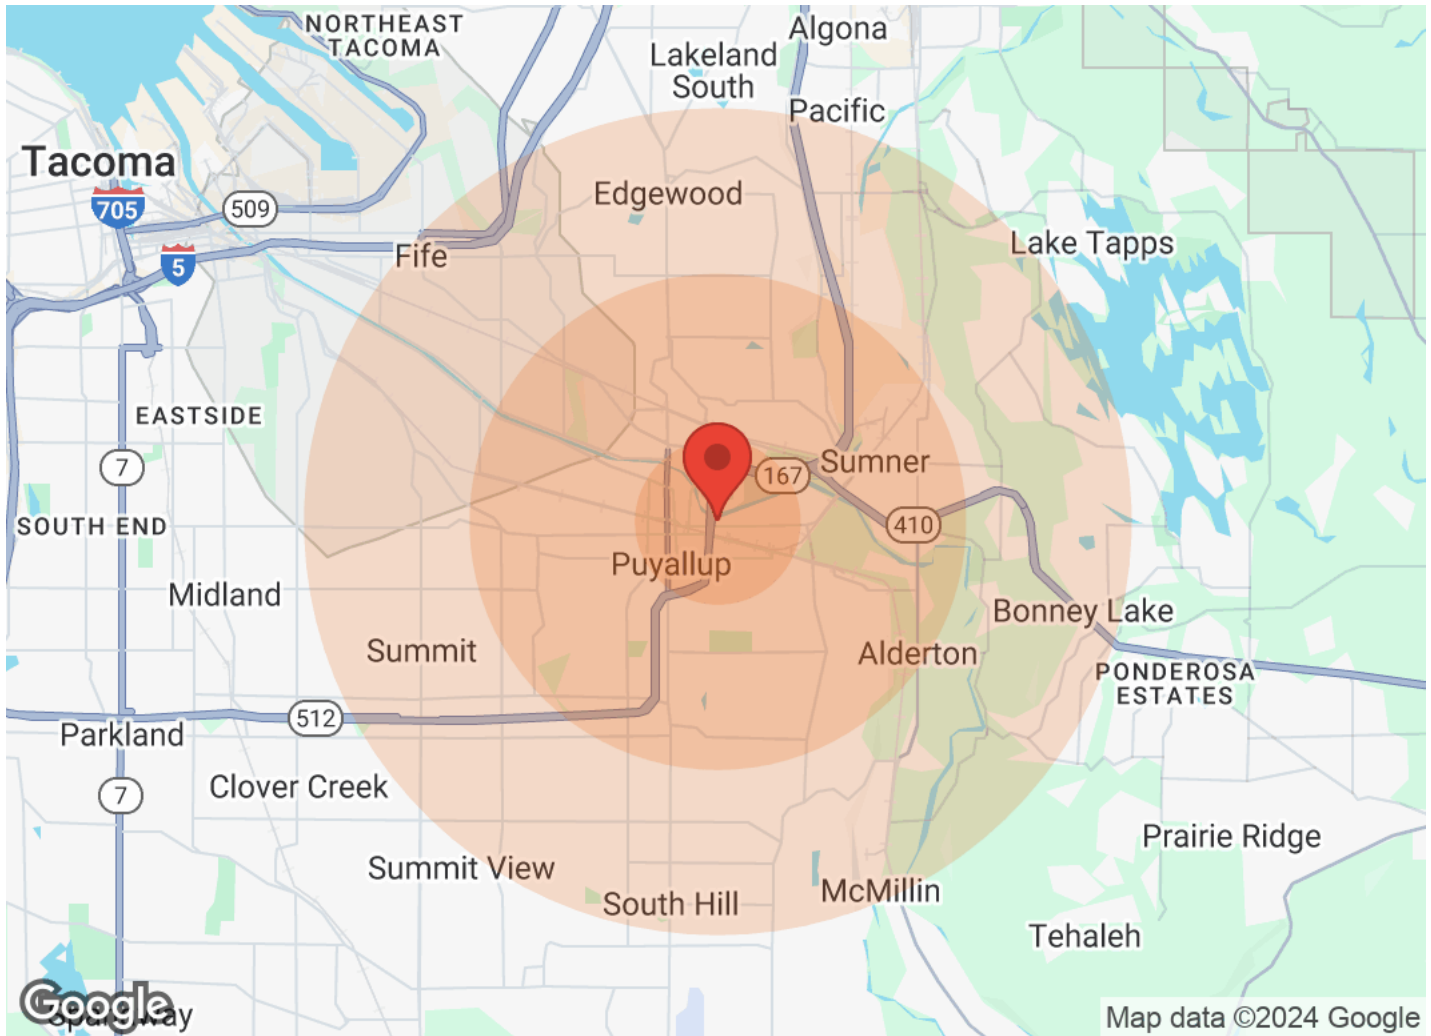 NORTHEAST
TACOMA
Algona
Lakeland
South
Pacific
Tacoma
Edgewood
705
509
Fife
5
Lake Tapps
EASTSIDE
7
167
Sumner
SOUTH END
410
Puyallup
Midland
Bonney Lake
Summit
Alderton
PONDEROSA
ESTATES
512
Parkland
Clover Creek
7
Prairie Ridge
Summit View
McMillin
South Hill
Tehaleh
Google
Map data ©2024 Google